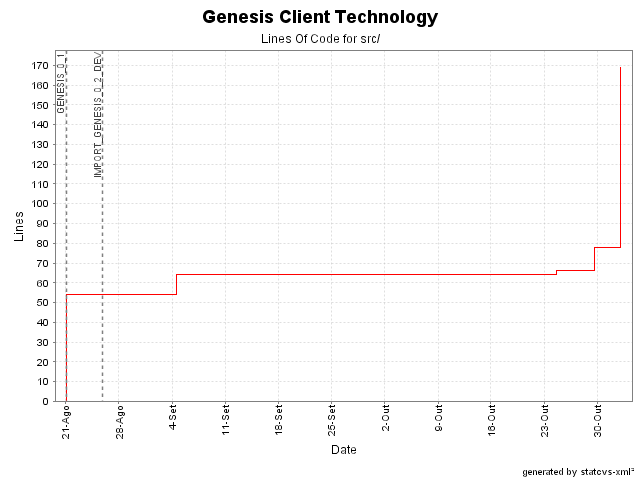 Genesis Client Technology
Lines Of Code for src/
GENESIS_0_1
IMPORT_GENESIS_0_2_DEV
Lines
170
160
150
140
130
120
110
100
90
80
70
60
50
40
30
20
10
0
21-Ago
28-Ago
4-Set
11-Set
18-Set
25-Set
2-Out
9-Out
16-Out
23-Out
30-Out
Date
generated by statcvs-xml²